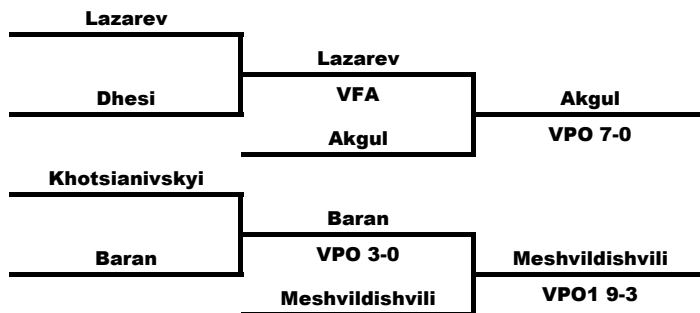 Lazarev
Lazarev
Dhesi
VFA
Akgul
Akgul
VPO 7-0
Khotsianivskyi
Baran
Baran
VPO 3-0
Meshvildishvili
Meshvildishvili
VPO1 9-3